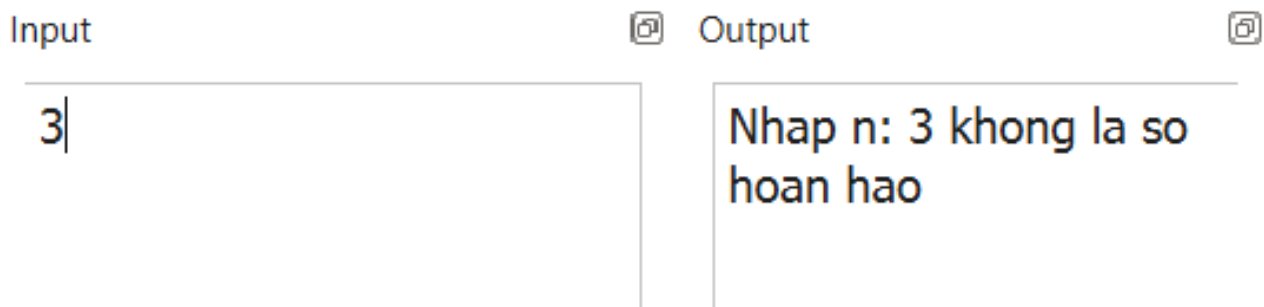 Input
Output
3
Nhap n: 3 khong la so
hoan hao